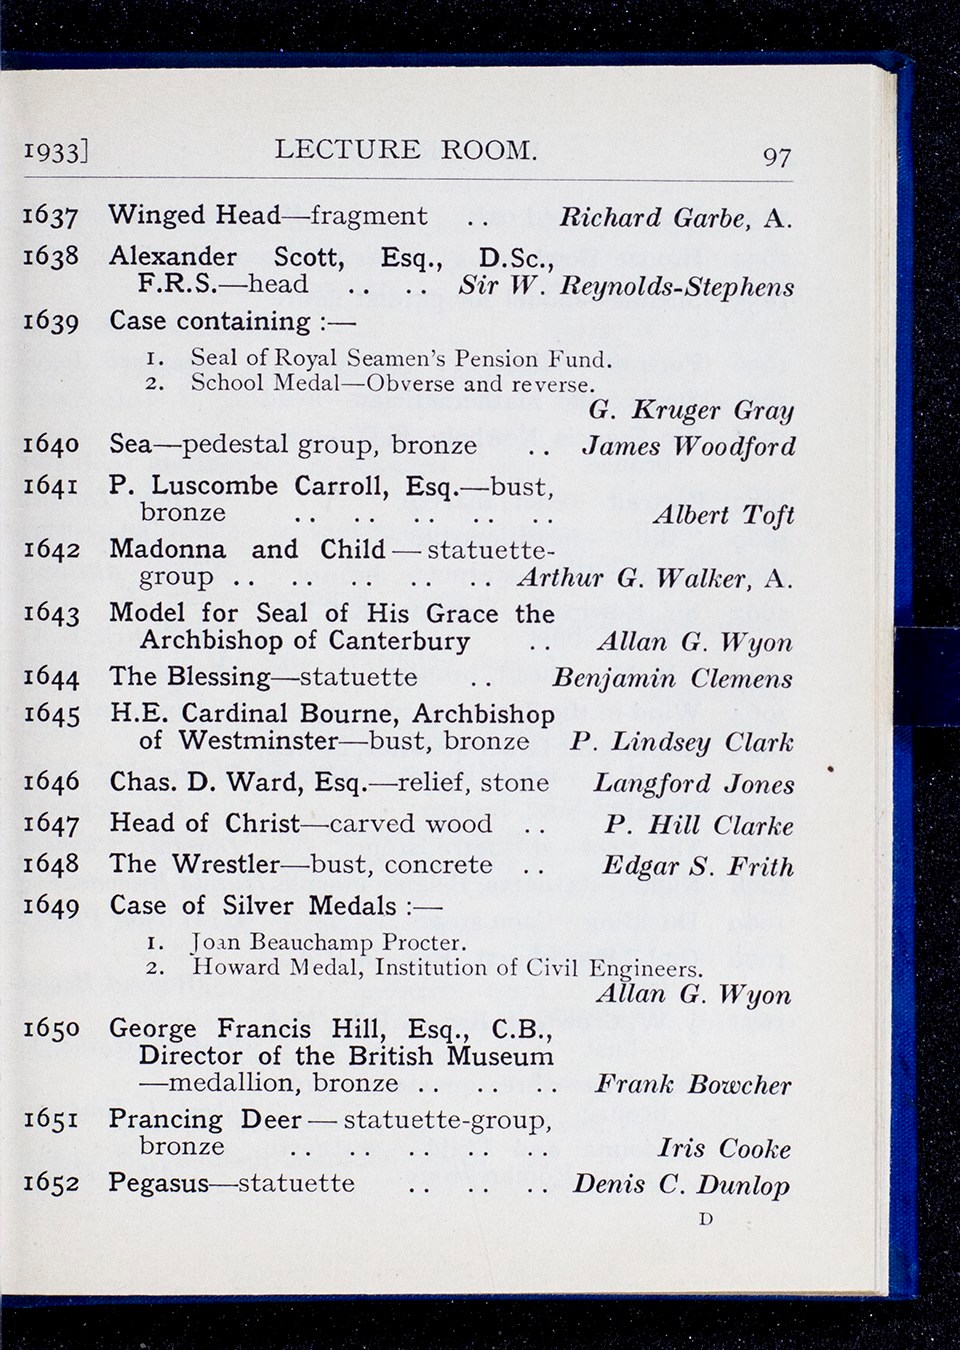 1933] LECTURE ROOM. 97
1637 Winged Head—fragment .. Richard Garbe, A.
1638 Alexander Scott, Esq., D.Sc.,
F.R.S.—head .. .. Sir W. Reynolds-Stephens
1639 Case containing :—
1. Seal of Royal Seamen's Pension Fund.
2. School Medal—Obverse and reverse.
G. Kruger Gray
1640 Sea—pedestal group, bronze .. James Woodford
1641 P. Luscombe Carroll, Esq.—bust,
bronze .. .. .. .. .. Albert Toft
1642 Madonna and Child — statuette-
group .. .. .. .. .. Arthur G. Walker, A.
1643 Model for Seal of His Grace the
Archbishop of Canterbury .. Allan G. Wyon
1644 The Blessing—statuette .. Benjamin Clemens
1645 H.E. Cardinal Bourne, Archbishop
of Westminster—bust, bronze P. Lindsey Clark
1646 Chas. D. Ward, Esq.—relief, stone Langford Jones
1647 Head of Christ—carved wood .. P. Hill Clarke
1648 The Wrestler—bust, concrete .. Edgar S. Frith
1649 Case of Silver Medals :—
1. Joan Beauchamp Procter.
2. Howard Medal, Institution of Civil Engineers.
Allan G. Wyon
1650 George Francis Hill, Esq., C.B.,
Director of the British Museum
—medallion, bronze .. .. .. Frank Bowcher
1651 Prancing Deer — statuette-group,
bronze .. .. .. .. .. Iris Cooke
1652 Pegasus—statuette .. .. .. Denis C. Dunlop
D